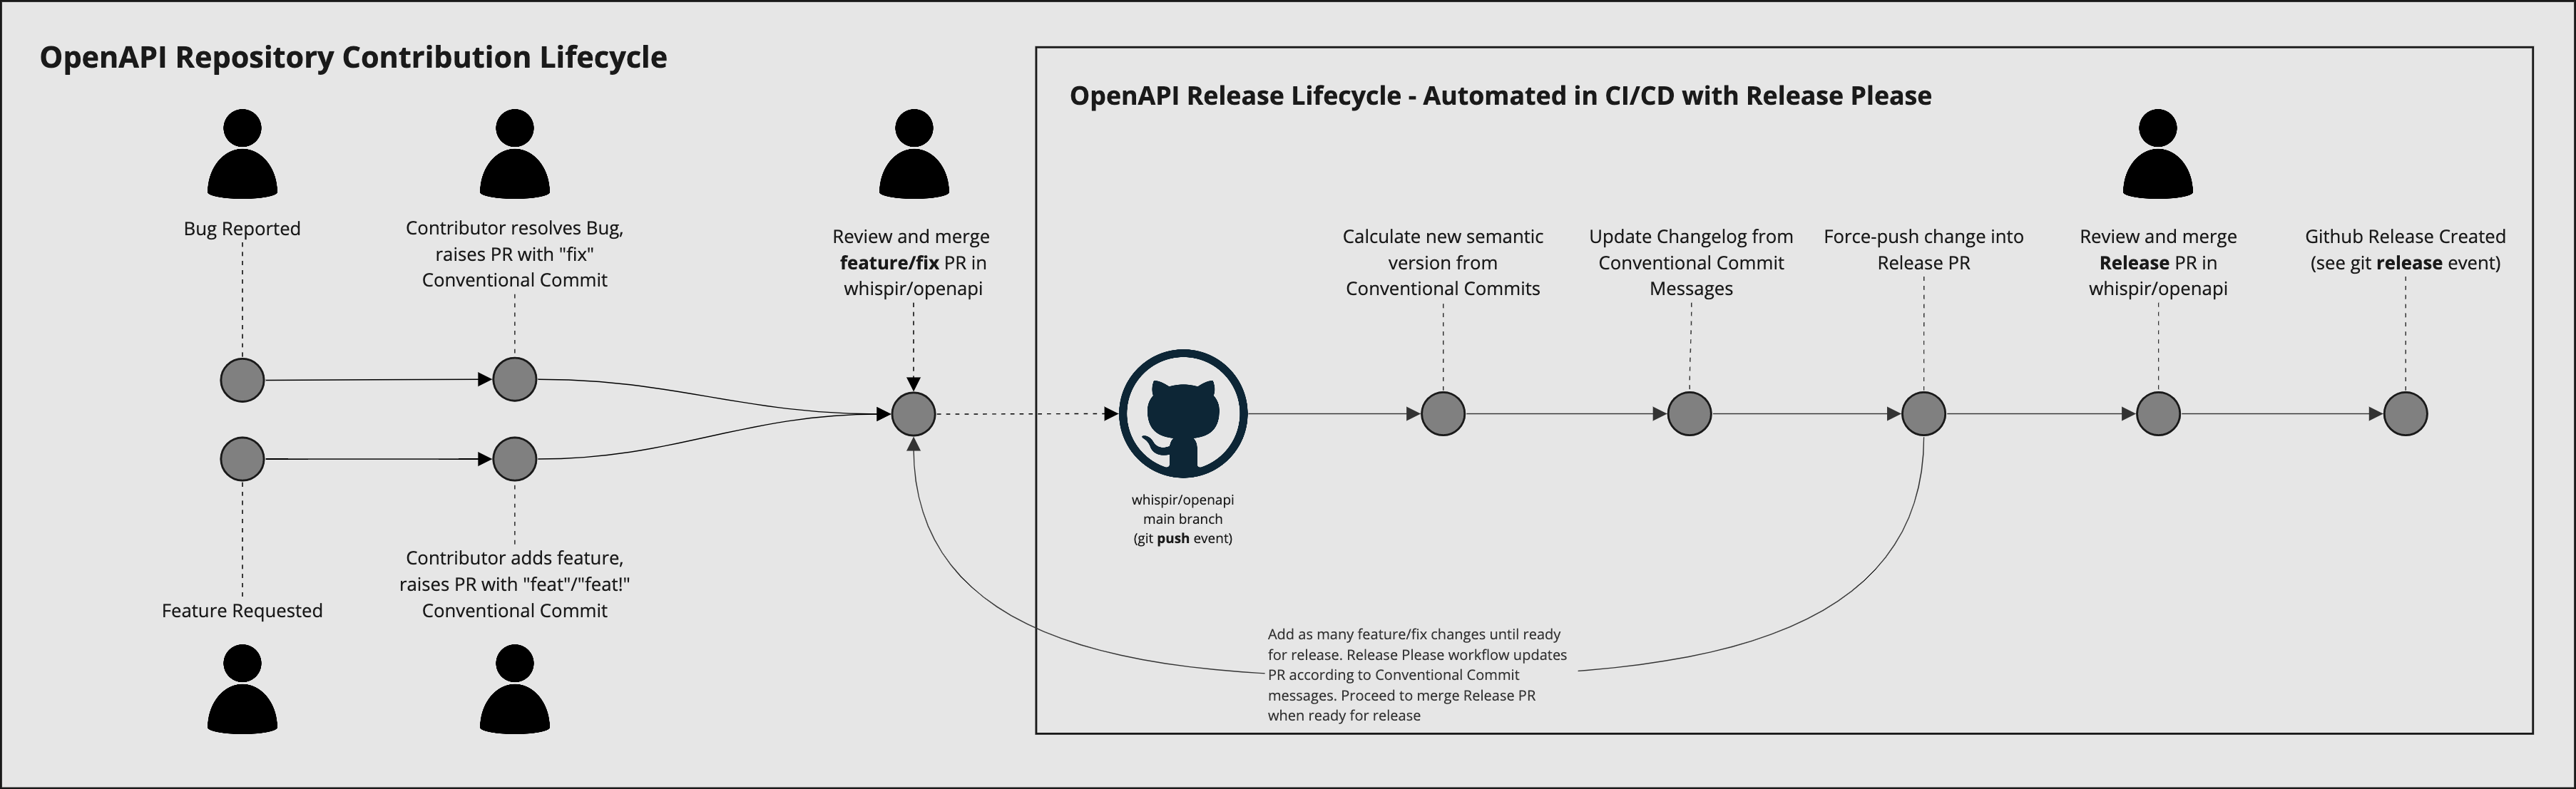 OpenAPI Repository Contribution Lifecycle
OpenAPI Release Lifecycle - Automated in CI/CD with Release Please
Bug Reported
Contributor resolves Bug,
raises PR with "fix"
Conventional Commit
Review and merge
feature/fix PR in
whispir/openapi
Calculate new semantic
version from
Conventional Commits
Update Changelog from
Conventional Commit
Messages
Force-push change into
Release PR
Review and merge
Release PR in
whispir/openapi
Github Release Created
(see git release event)
whispir/openapi
main branch
(git push event)
Feature Requested
Contributor adds feature,
raises PR with "feat"/"feat!"
Conventional Commit
Add as many feature/fix changes until ready
for release. Release Please workflow updates
PR according to Conventional Commit
messages. Proceed to merge Release PR
when ready for release